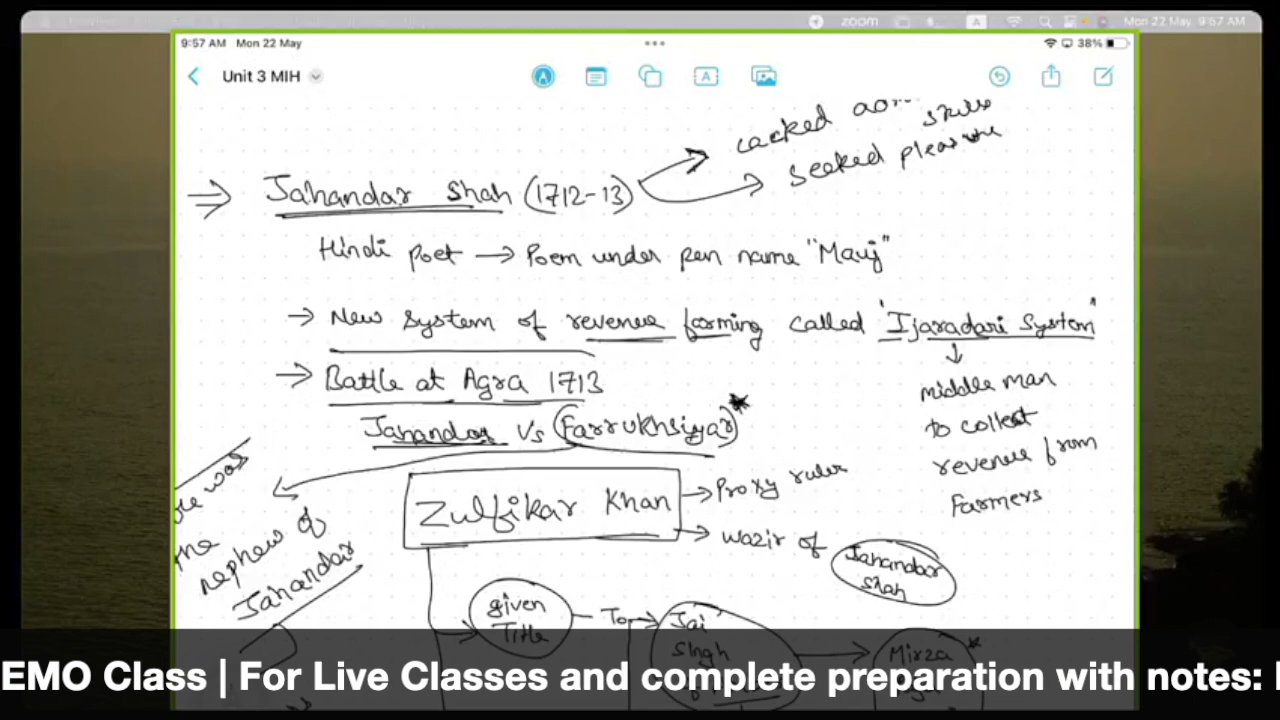 zoom
Mon 22 May 9:57 AM
9:57 AM Mon 22 May
38%
Unit 3 MIH
lacked
skills
seeked pleasure
⇒ Jahandar Shah (1712-13)
Hindi poet → Poem under pen name "Mauj"
→ New system of revenue farming called 'Ijaradari System"
↓
middle man
to collect
revenue from
Farmers
→ Battle at Agra 1713
Jahandar Vs Farrukhsiyar*
the
nephew of
Jahandar
Zulfikar Khan
→ Proxy ruler
→ wazir of Jahandar Shah
given Title
To →
Jai Singh
→ Mirza *
EMO Class | For Live Classes and complete preparation with notes: